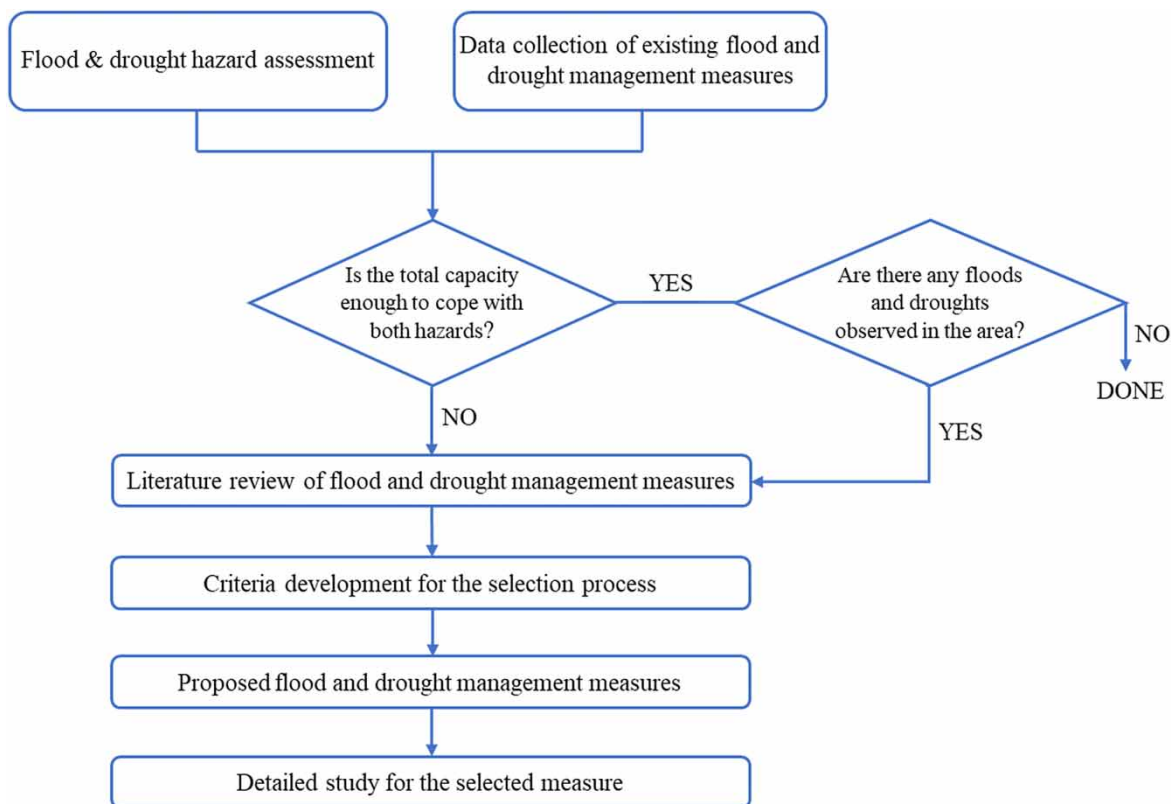 Flood & drought hazard assessment
Data collection of existing flood and
drought management measures
Is the total capacity
enough to cope with
both hazards?
YES
Are there any floods
and droughts
observed in the area?
NO
DONE
NO
YES
Literature review of flood and drought management measures
Criteria development for the selection process
Proposed flood and drought management measures
Detailed study for the selected measure